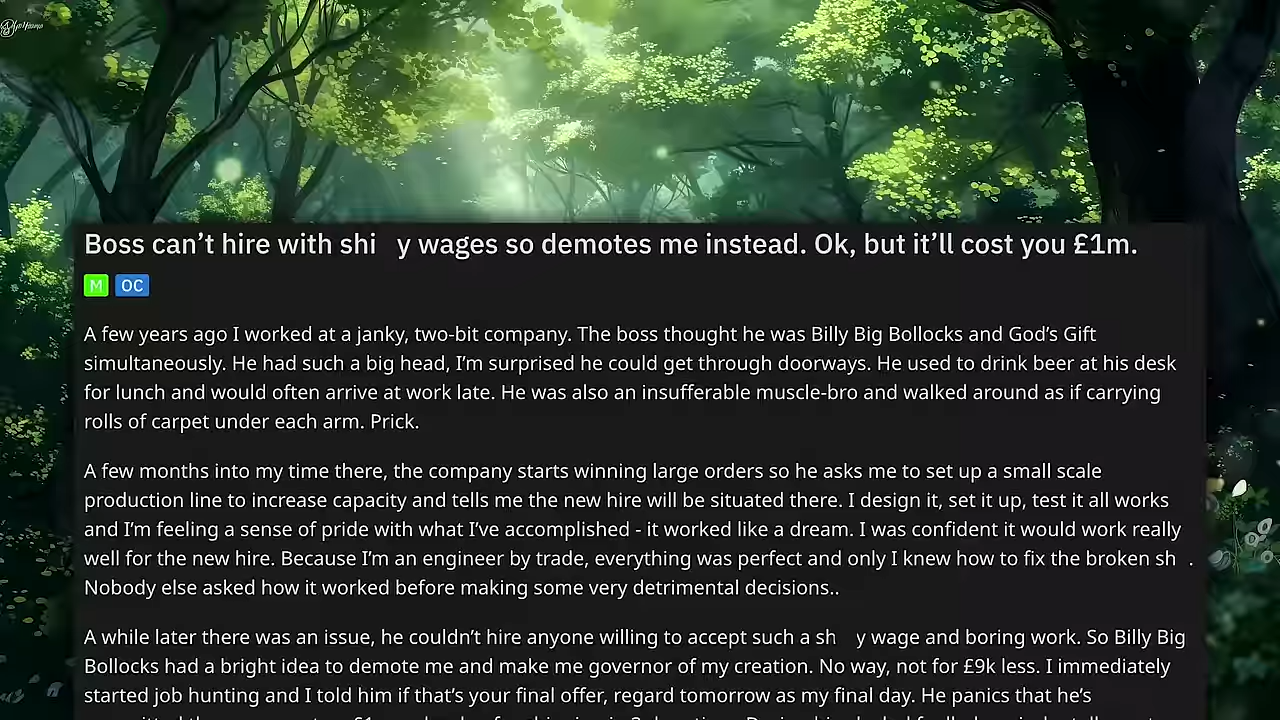 Boss can’t hire with shi y wages so demotes me instead. Ok, but it’ll cost you £1m.
M OC
A few years ago I worked at a janky, two-bit company. The boss thought he was Billy Big Bollocks and God’s Gift
simultaneously. He had such a big head, I’m surprised he could get through doorways. He used to drink beer at his desk
for lunch and would often arrive at work late. He was also an insufferable muscle-bro and walked around as if carrying
rolls of carpet under each arm. Prick.
A few months into my time there, the company starts winning large orders so he asks me to set up a small scale
production line to increase capacity and tells me the new hire will be situated there. I design it, set it up, test it all works
and I’m feeling a sense of pride with what I’ve accomplished - it worked like a dream. I was confident it would work really
well for the new hire. Because I’m an engineer by trade, everything was perfect and only I knew how to fix the broken sh .
Nobody else asked how it worked before making some very detrimental decisions..
A while later there was an issue, he couldn’t hire anyone willing to accept such a sh y wage and boring work. So Billy Big
Bollocks had a bright idea to demote me and make me governor of my creation. No way, not for £9k less. I immediately
started job hunting and I told him if that’s your final offer, regard tomorrow as my final day. He panics that he’s